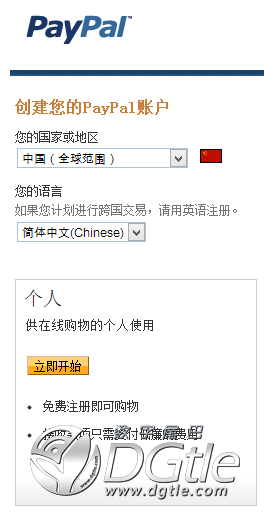 PayPal™
创建您的PayPal账户
您的国家或地区
中国（全球范围）
您的语言
如果您计划进行跨国交易，请用英语注册。
简体中文(Chinese)
个人
供在线购物的个人使用
立即开始
• 免费注册即可购物
DGtle
www.dgtle.com